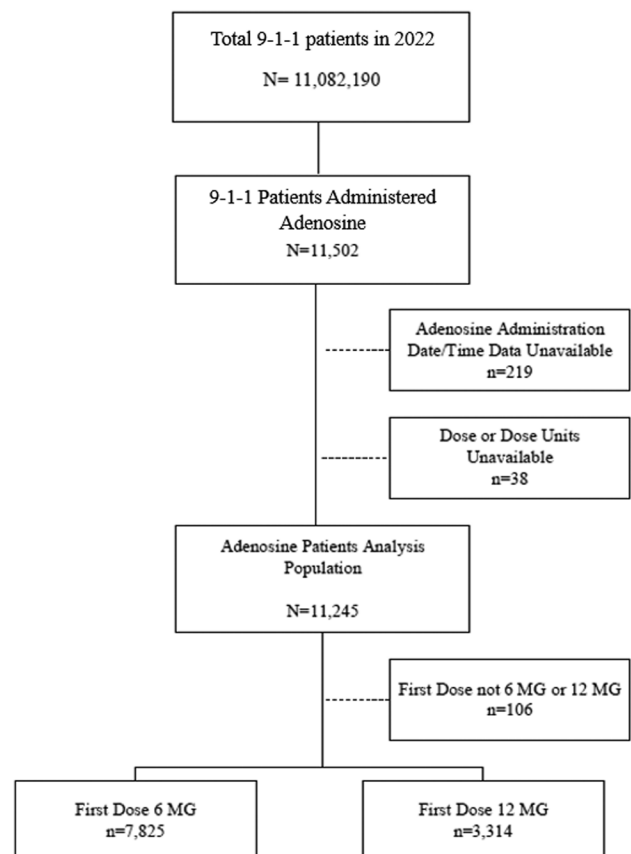 Total 9-1-1 patients in 2022
N= 11,082,190
9-1-1 Patients Administered
Adenosine
N=11,502
Adenosine Administration
Date/Time Data Unavailable
n=219
Dose or Dose Units
Unavailable
n=38
Adenosine Patients Analysis
Population
N=11,245
First Dose not 6 MG or 12 MG
n=106
First Dose 6 MG
n=7,825
First Dose 12 MG
n=3,314